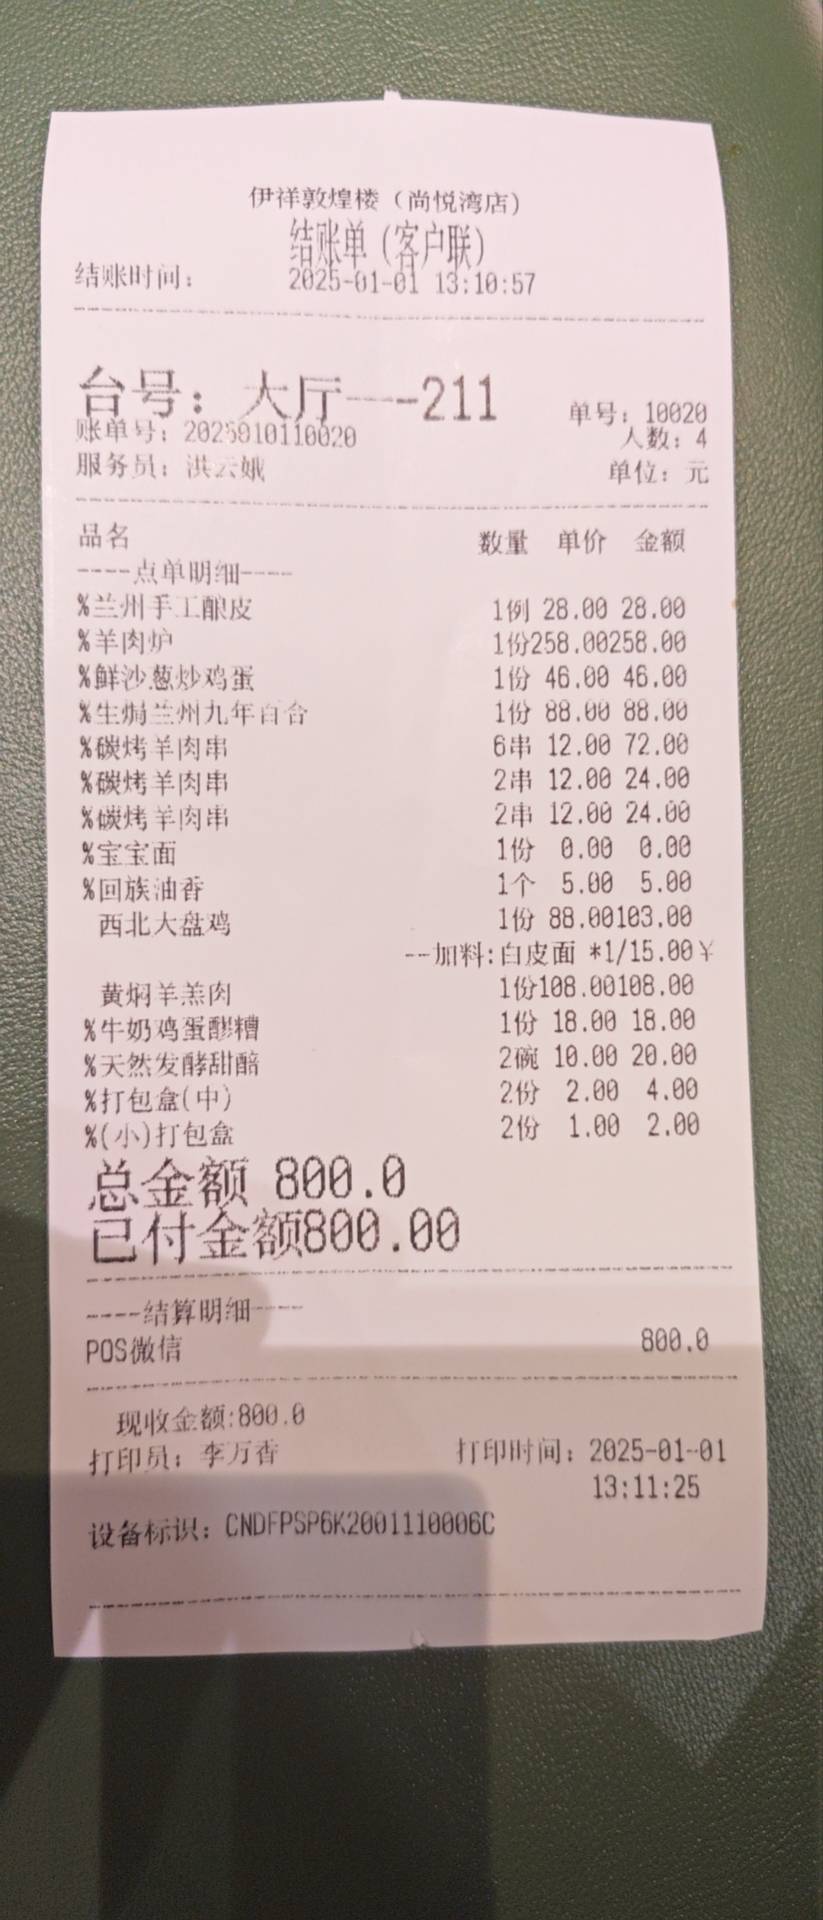 伊祥敦煌楼（尚悦湾店）
结账单（客户联）
结账时间： 2025-01-01 13:10:57
台号：大厅---211
单号：10020
账单号：2025010110020 人数：4
服务员：洪云娥 单位：元
品名 数量 单价 金额
----点单明细----
%兰州手工酿皮 1例 28.00 28.00
%羊肉炉 1份258.00258.00
%鲜沙葱炒鸡蛋 1份 46.00 46.00
%生焗兰州九年百合 1份 88.00 88.00
%碳烤羊肉串 6串 12.00 72.00
%碳烤羊肉串 2串 12.00 24.00
%碳烤羊肉串 2串 12.00 24.00
%宝宝面 1份 0.00 0.00
%回族油香 1个 5.00 5.00
西北大盘鸡 1份 88.00103.00
--加料:白皮面 *1/15.00￥
黄焖羊羔肉 1份108.00108.00
%牛奶鸡蛋醪糟 1份 18.00 18.00
%天然发酵甜醅 2碗 10.00 20.00
%打包盒(中) 2份 2.00 4.00
%(小)打包盒 2份 1.00 2.00
总金额 800.0
已付金额800.00
----结算明细----
POS微信 800.0
现收金额:800.0
打印员：李万香 打印时间：2025-01-01
13:11:25
设备标识：CNDFPSP6K2001110006C